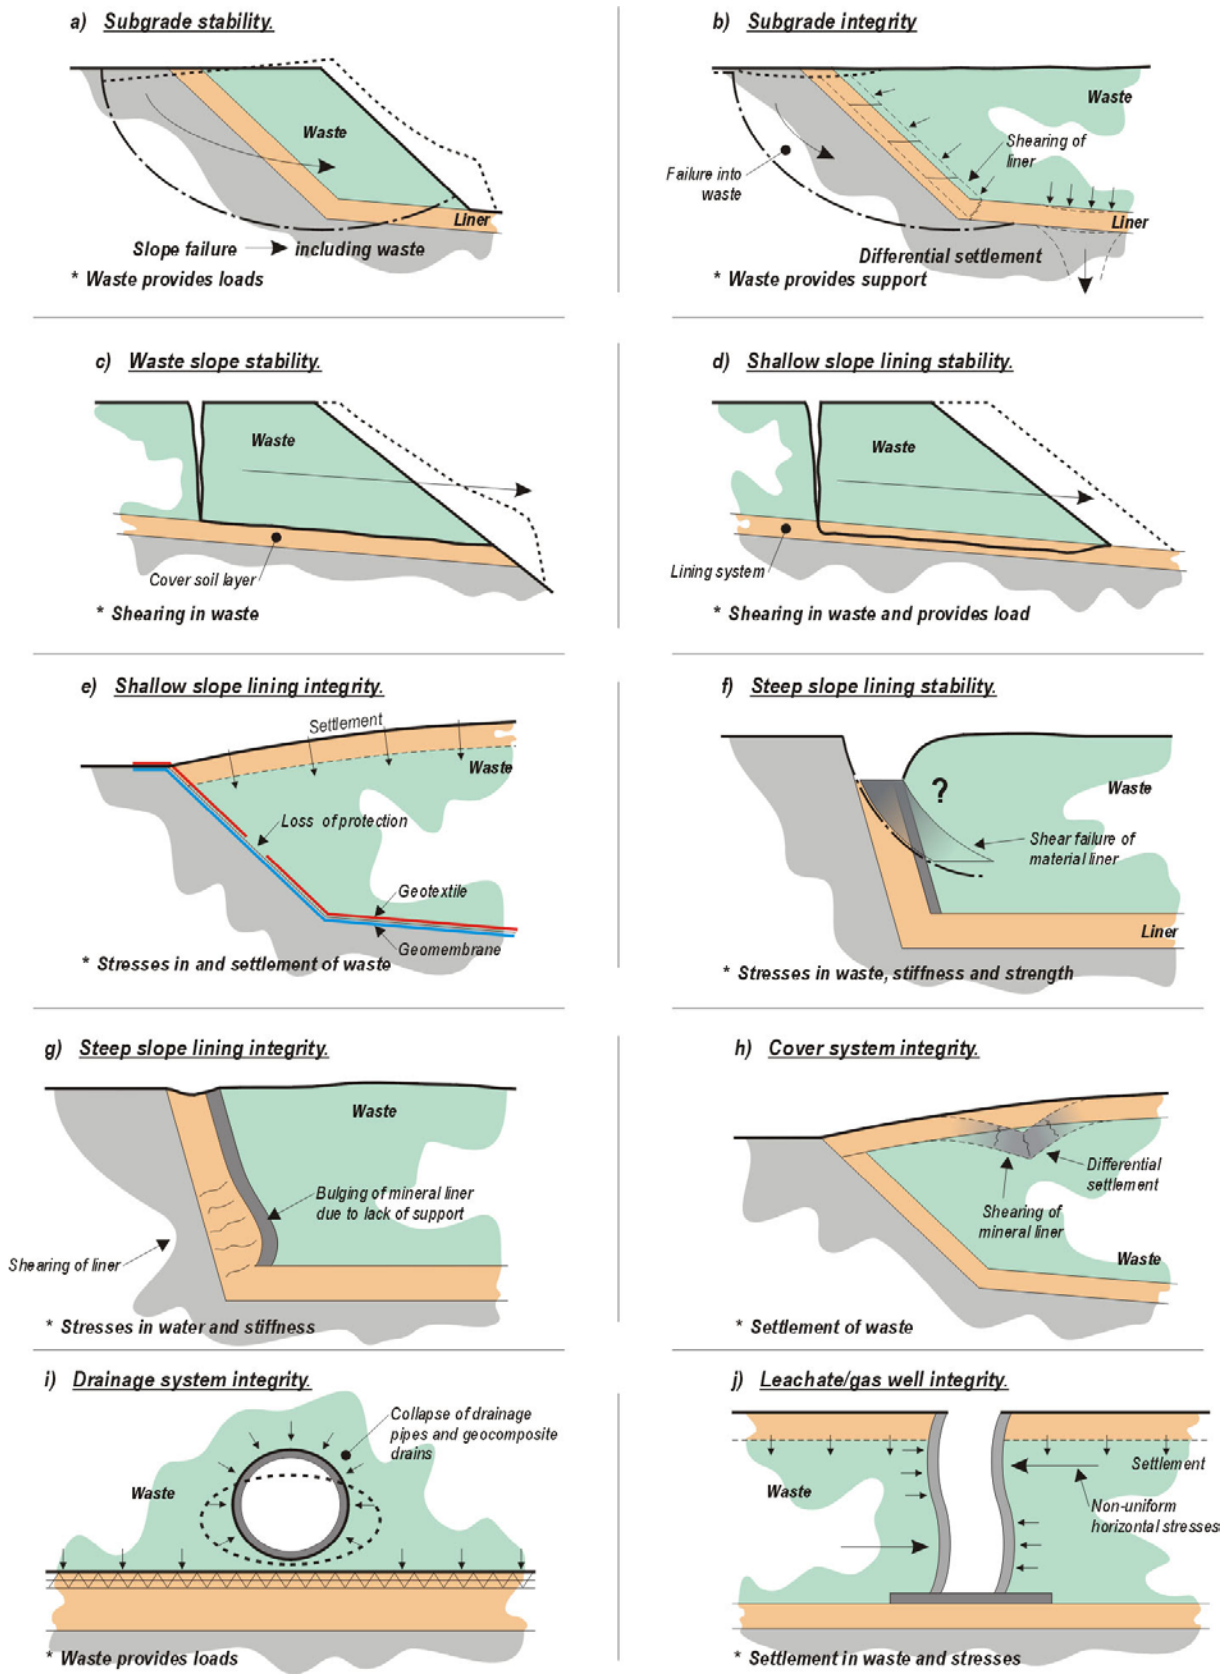 a) Subgrade stability.
Waste
Liner
Slope failure
including waste
* Waste provides loads
b) Subgrade integrity
Waste
Shearing of
liner
Failure into
waste
Liner
Differential settlement
* Waste provides support
c) Waste slope stability.
Waste
Cover soil layer
* Shearing in waste
d) Shallow slope lining stability.
Waste
Lining system
* Shearing in waste and provides load
e) Shallow slope lining integrity.
Settlement
Waste
Loss of protection
Geotextile
Geomembrane
* Stresses in and settlement of waste
f) Steep slope lining stability.
?
Waste
Shear failure of
material liner
Liner
* Stresses in waste, stiffness and strength
g) Steep slope lining integrity.
Waste
Bulging of mineral liner
due to lack of support
Shearing of liner
* Stresses in water and stiffness
h) Cover system integrity.
Differential
settlement
Shearing of
mineral liner
Waste
* Settlement of waste
i) Drainage system integrity.
Collapse of drainage
pipes and geocomposite
drains
Waste
* Waste provides loads
j) Leachate/gas well integrity.
Settlement
Waste
Non-uniform
horizontal stresses
* Settlement in waste and stresses